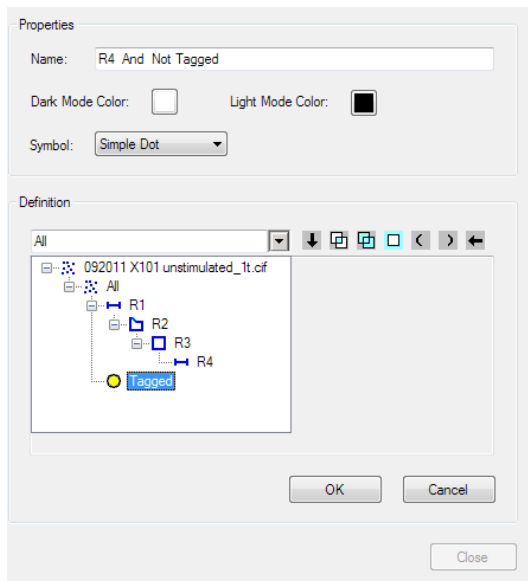 Properties
Name: R4 And Not Tagged
Dark Mode Color: Light Mode Color:
Symbol: Simple Dot
Definition
All
092011 X101 unstimulated_1t.cif
All
R1
R2
R3
R4
Tagged
OK Cancel
Close